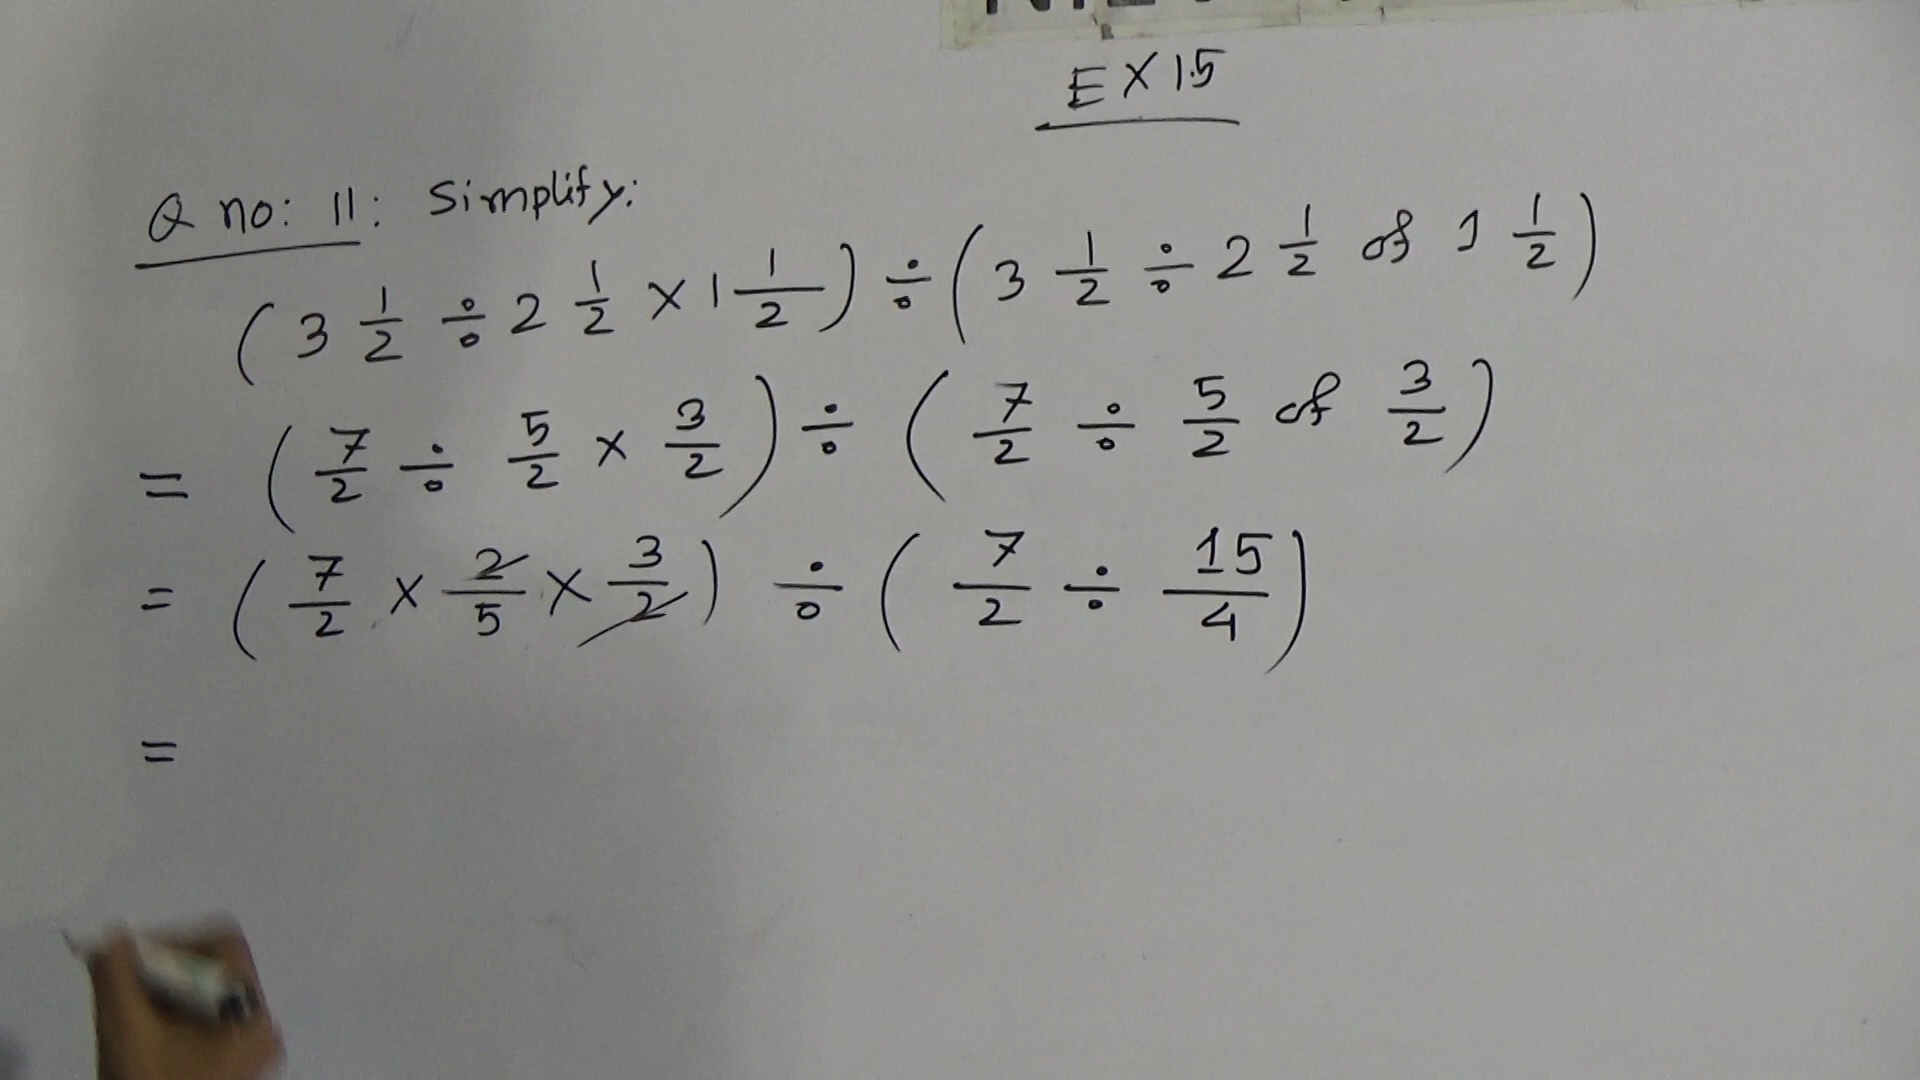 EX 1.5
Q no: 11: Simplify:
(3 1/2 ÷ 2 1/2 × 1 1/2) ÷ (3 1/2 ÷ 2 1/2 of 1 1/2)
= (7/2 ÷ 5/2 × 3/2) ÷ (7/2 ÷ 5/2 of 3/2)
= (7/2 × 2/5 × 3/2) ÷ (7/2 ÷ 15/4)
=